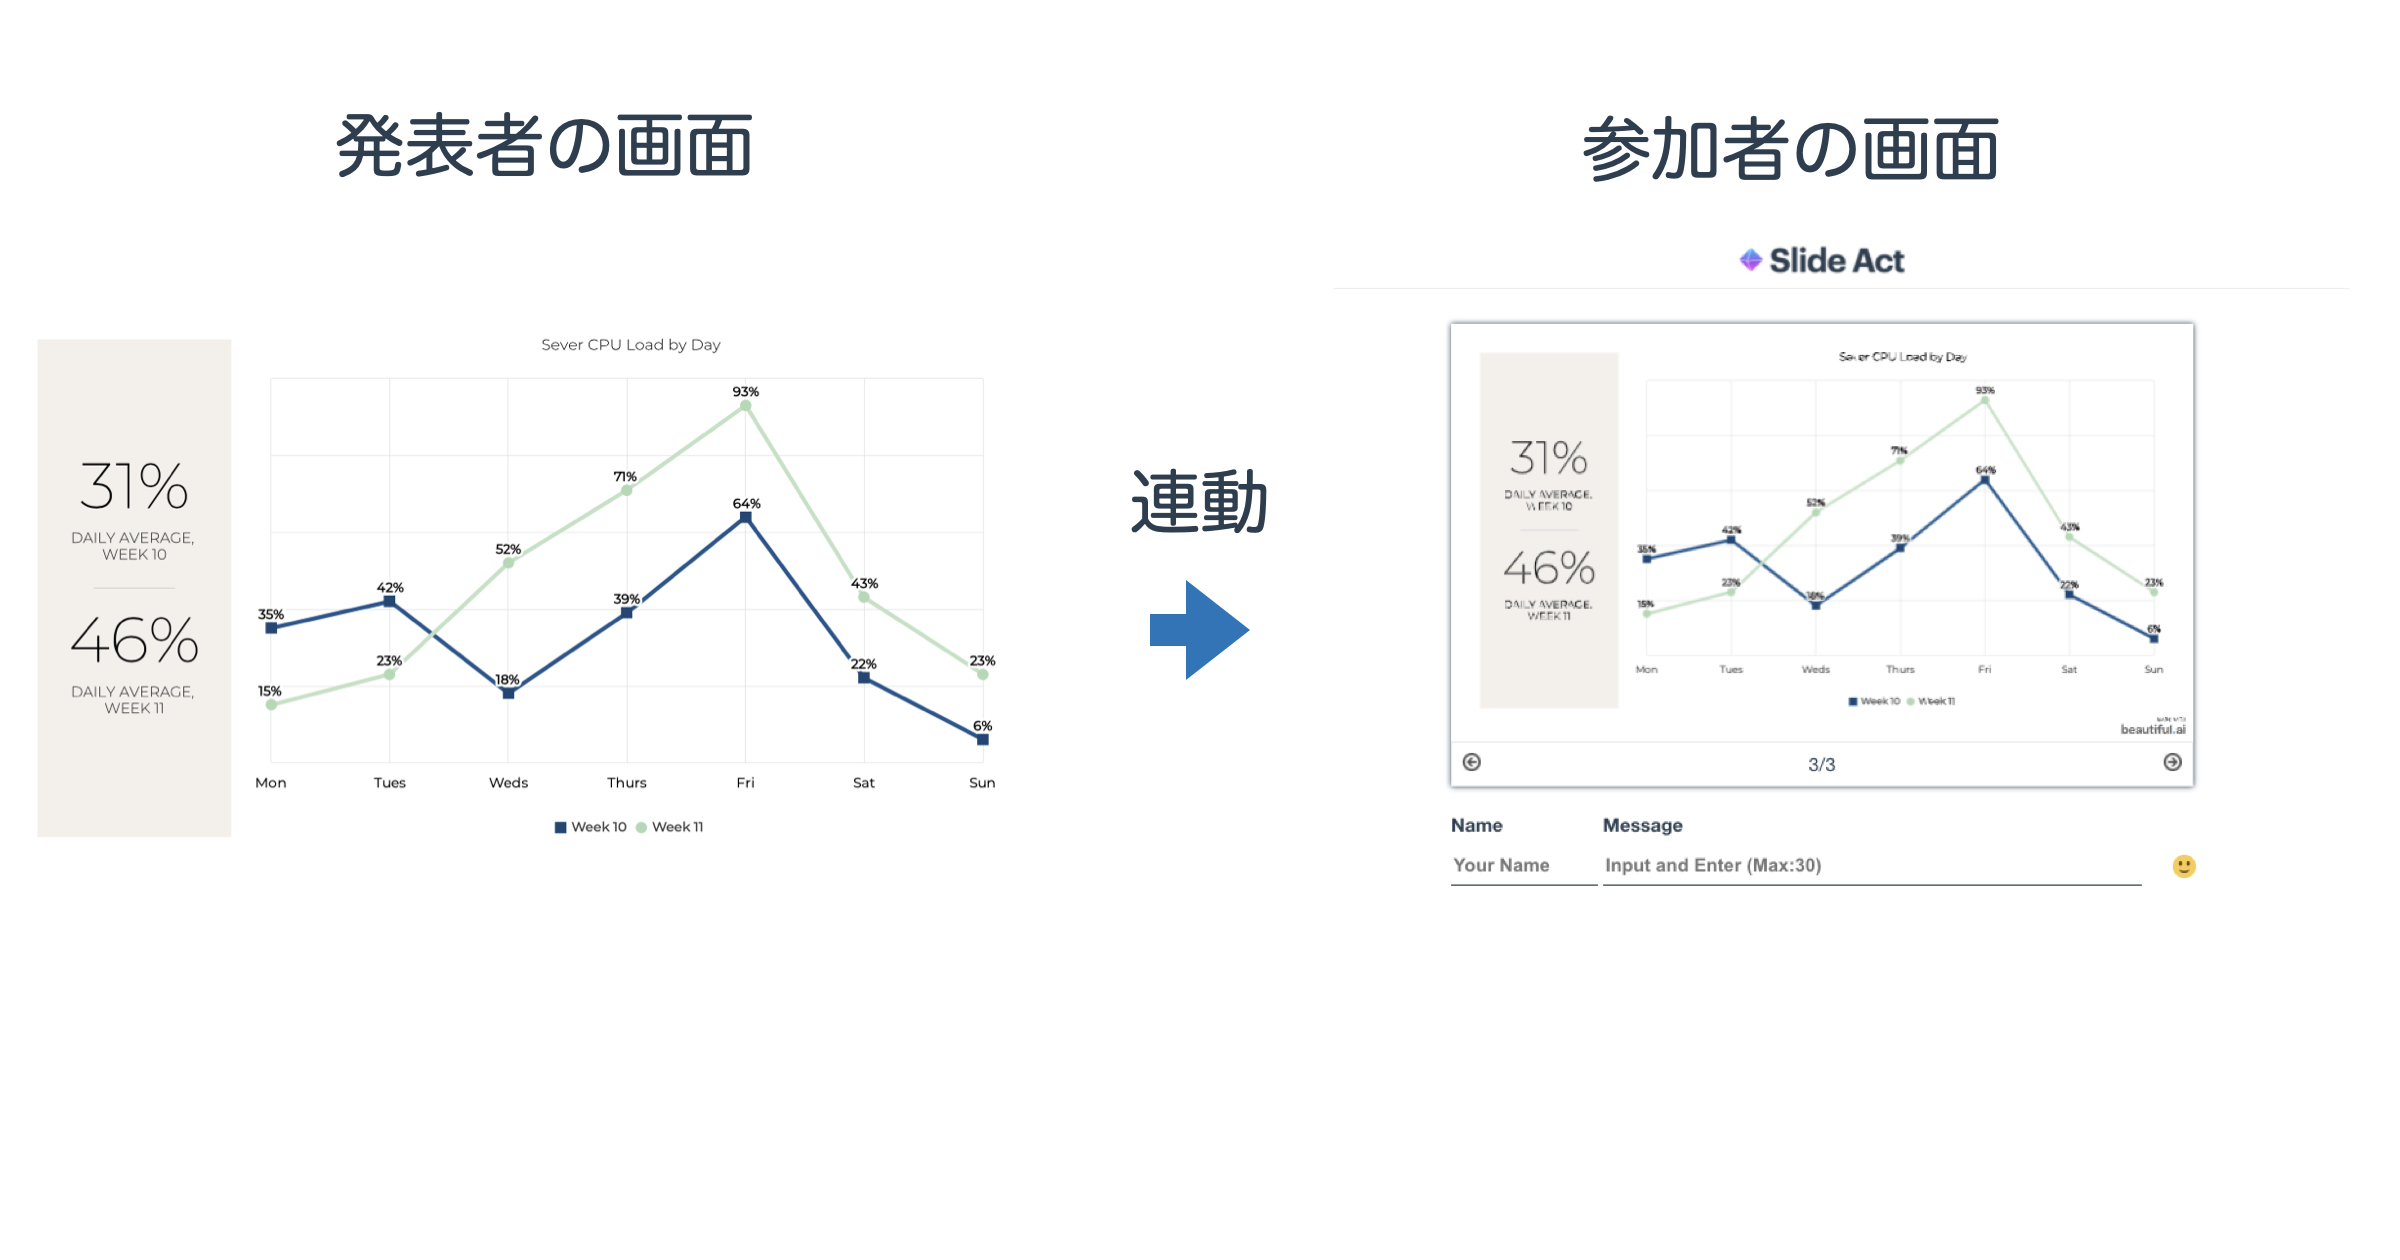 発表者の画面
Sever CPU Load by Day
31%
DAILY AVERAGE,
WEEK 10
46%
DAILY AVERAGE,
WEEK 11
93%
71%
64%
52%
42%
43%
39%
35%
23%
22%
23%
18%
15%
6%
Mon Tues Weds Thurs Fri Sat Sun
Week 10 Week 11
連動
参加者の画面
Slide Act
Sever CPU Load by Day
31%
DAILY AVERAGE,
WEEK 10
46%
DAILY AVERAGE,
WEEK 11
93%
71%
64%
52%
42%
43%
39%
35%
23%
22%
23%
18%
15%
6%
Mon Tues Weds Thurs Fri Sat Sun
Week 10 Week 11
MADE WITH
beautiful.ai
3/3
Name Message
Your Name Input and Enter (Max:30)